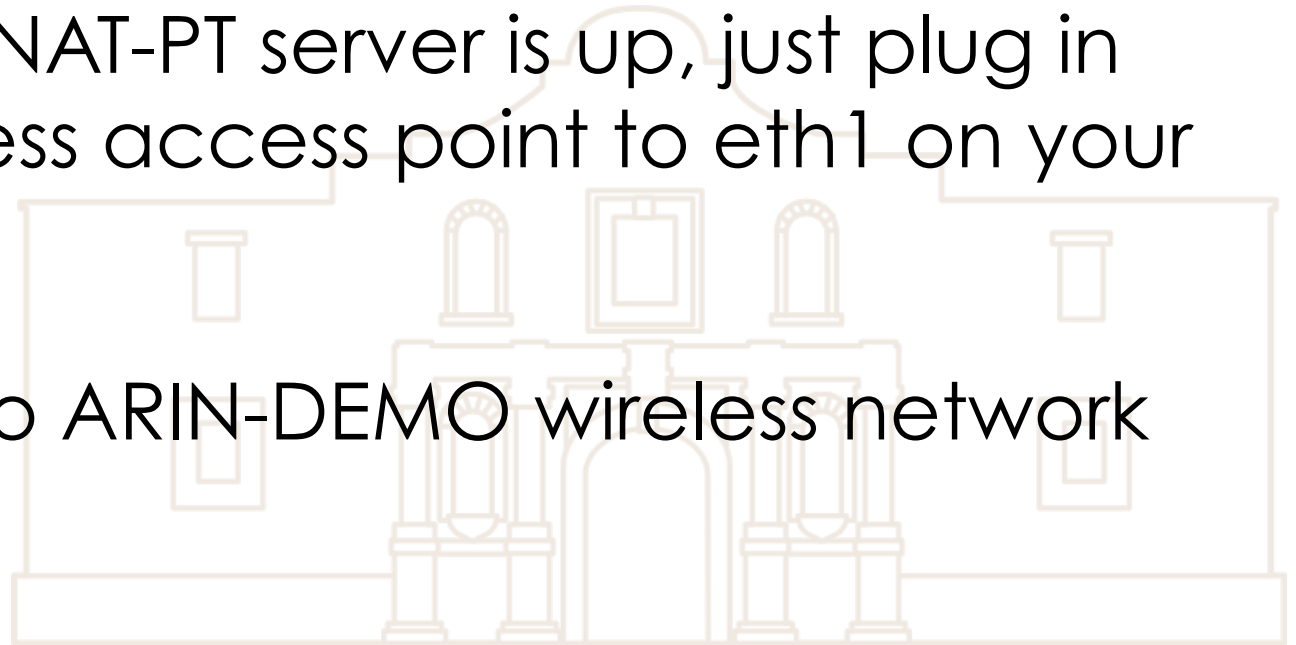 NAT-PT server is up, just plug in
ess access point to eth1 on your
o ARIN-DEMO wireless network